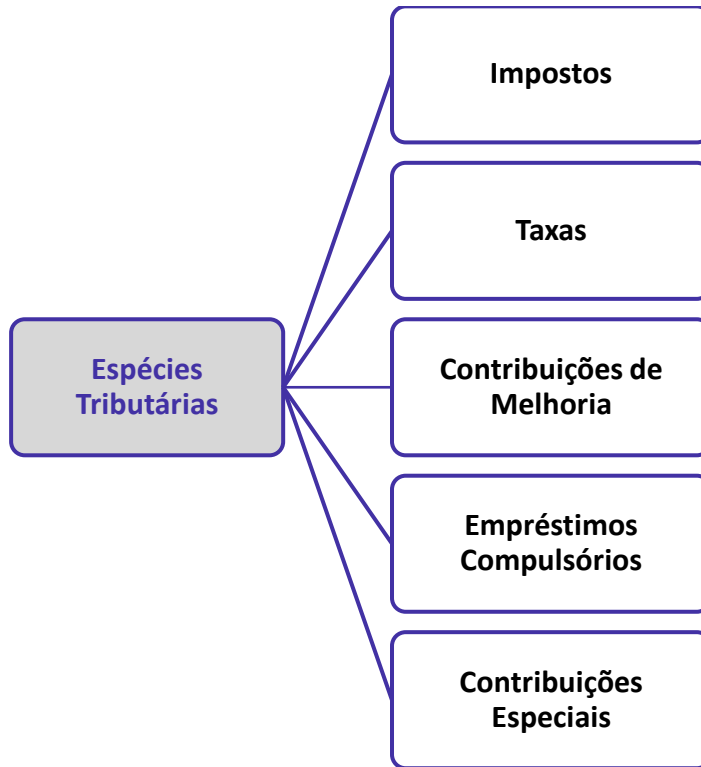 Impostos
Taxas
Espécies
Tributárias
Contribuições de
Melhoria
Empréstimos
Compulsórios
Contribuições
Especiais